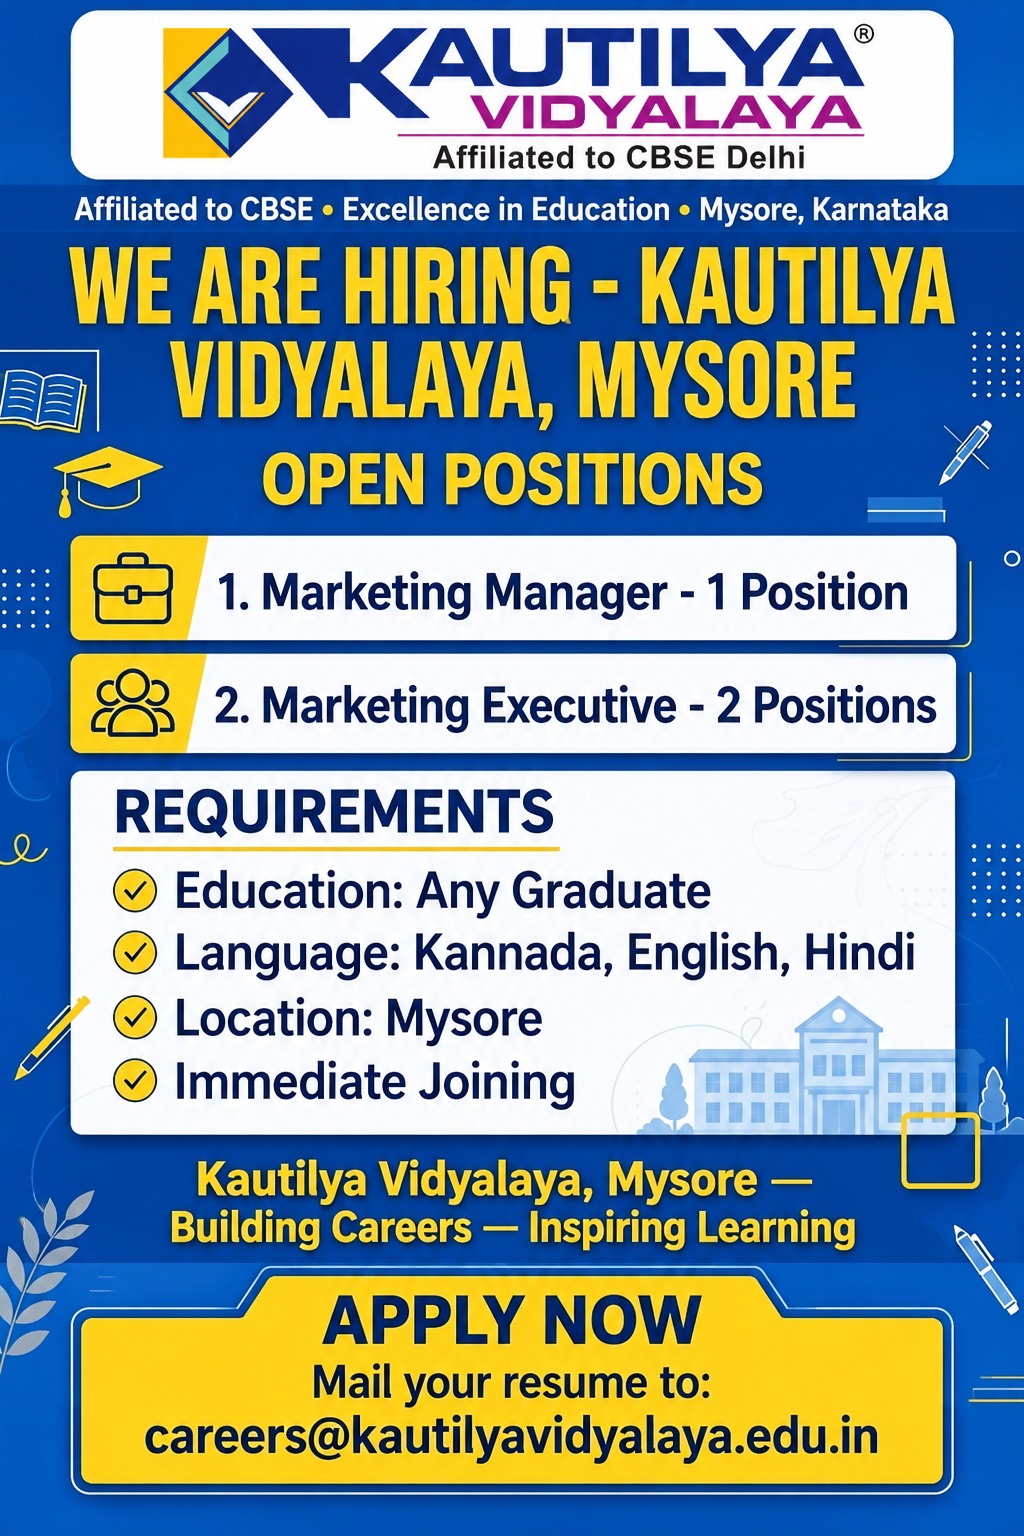 KAUTILYA®
VIDYALAYA
Affiliated to CBSE Delhi
Affiliated to CBSE • Excellence in Education • Mysore, Karnataka
WE ARE HIRING - KAUTILYA
VIDYALAYA, MYSORE
OPEN POSITIONS
1. Marketing Manager - 1 Position
2. Marketing Executive - 2 Positions
REQUIREMENTS
Education: Any Graduate
Language: Kannada, English, Hindi
Location: Mysore
Immediate Joining
Kautilya Vidyalaya, Mysore —
Building Careers — Inspiring Learning
APPLY NOW
Mail your resume to:
careers@kautilyavidyalaya.edu.in